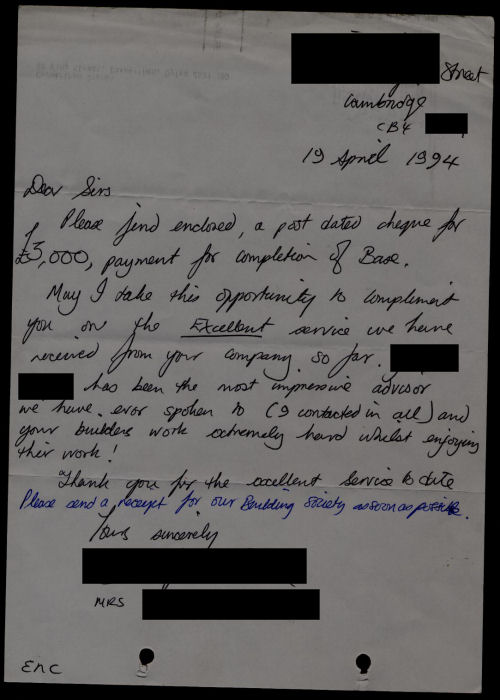 Street
Cambridge
CB4
19 April 1994
Dear Sirs
Please find enclosed, a post dated cheque for
£3,000, payment for completion of Base.
May I take this opportunity to compliment
you on the Excellent service we have
received from your company so far.
has been the most impressive advisor
we have ever spoken to (9 contacted in all) and
your builders work extremely hard whilst enjoying
their work!
Thank you for the excellent service to date
Please send a receipt for our Building Society as soon as possible.
Yours sincerely
MRS
Enc